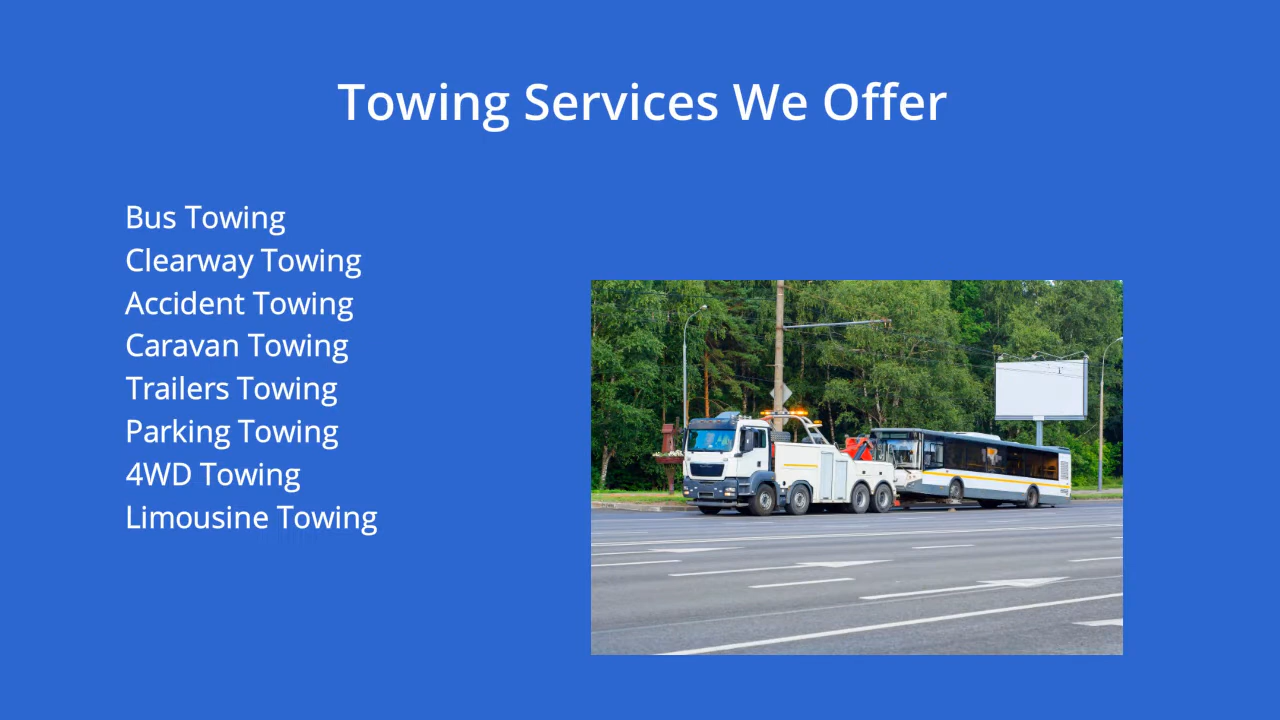 Towing Services We Offer
Bus Towing
Clearway Towing
Accident Towing
Caravan Towing
Trailers Towing
Parking Towing
4WD Towing
Limousine Towing